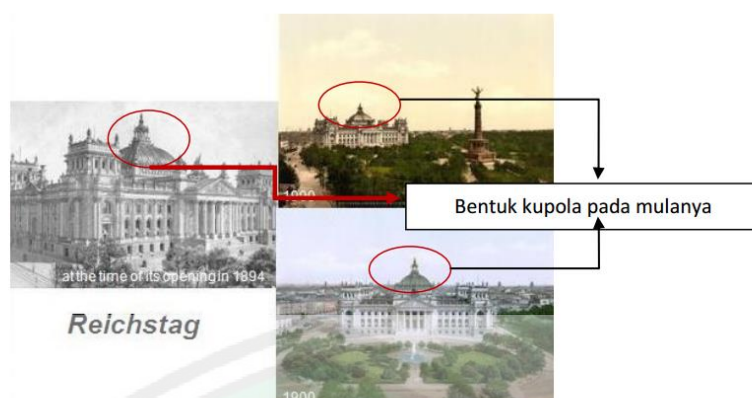 1900
Bentuk kupola pada mulanya
at the time of its opening in 1894
Reichstag
1900